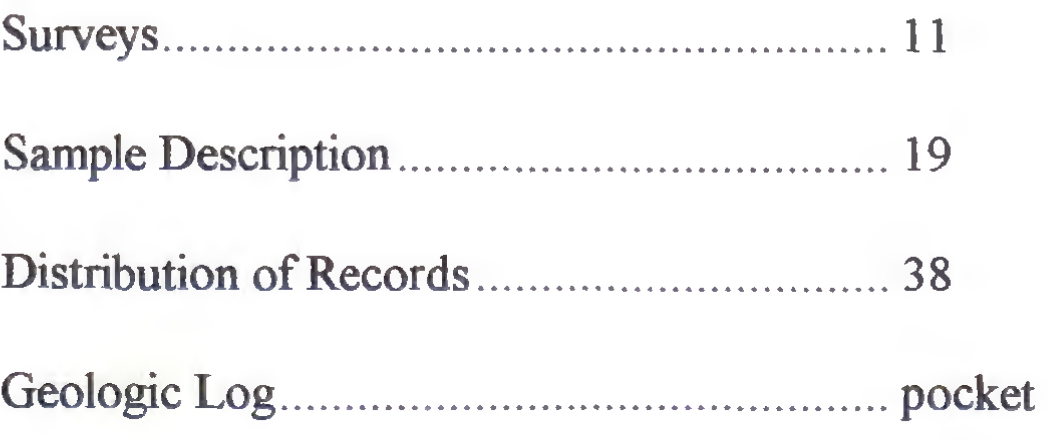 Surveys.................................................... 11
Sample Description................................... 19
Distribution of Records.............................. 38
Geologic Log............................................ pocket